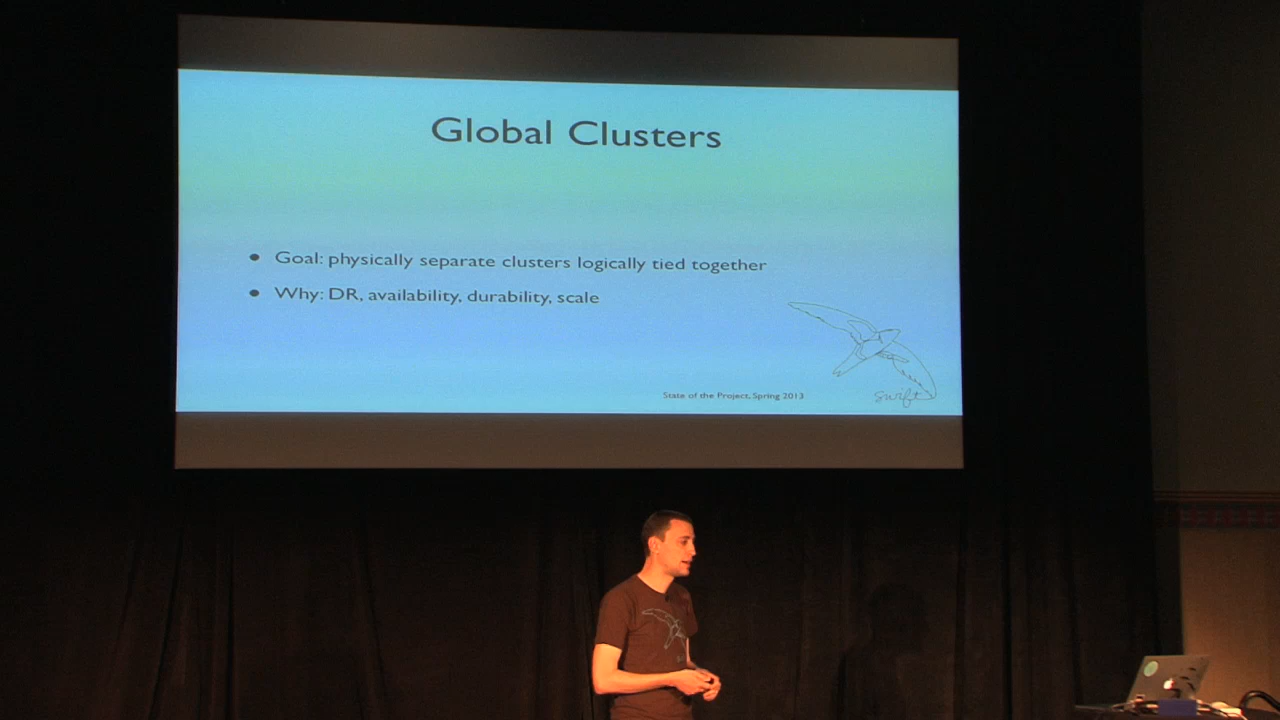 Global Clusters
• Goal: physically separate clusters logically tied together
• Why: DR, availability, durability, scale
State of the Project, Spring 2013
swift